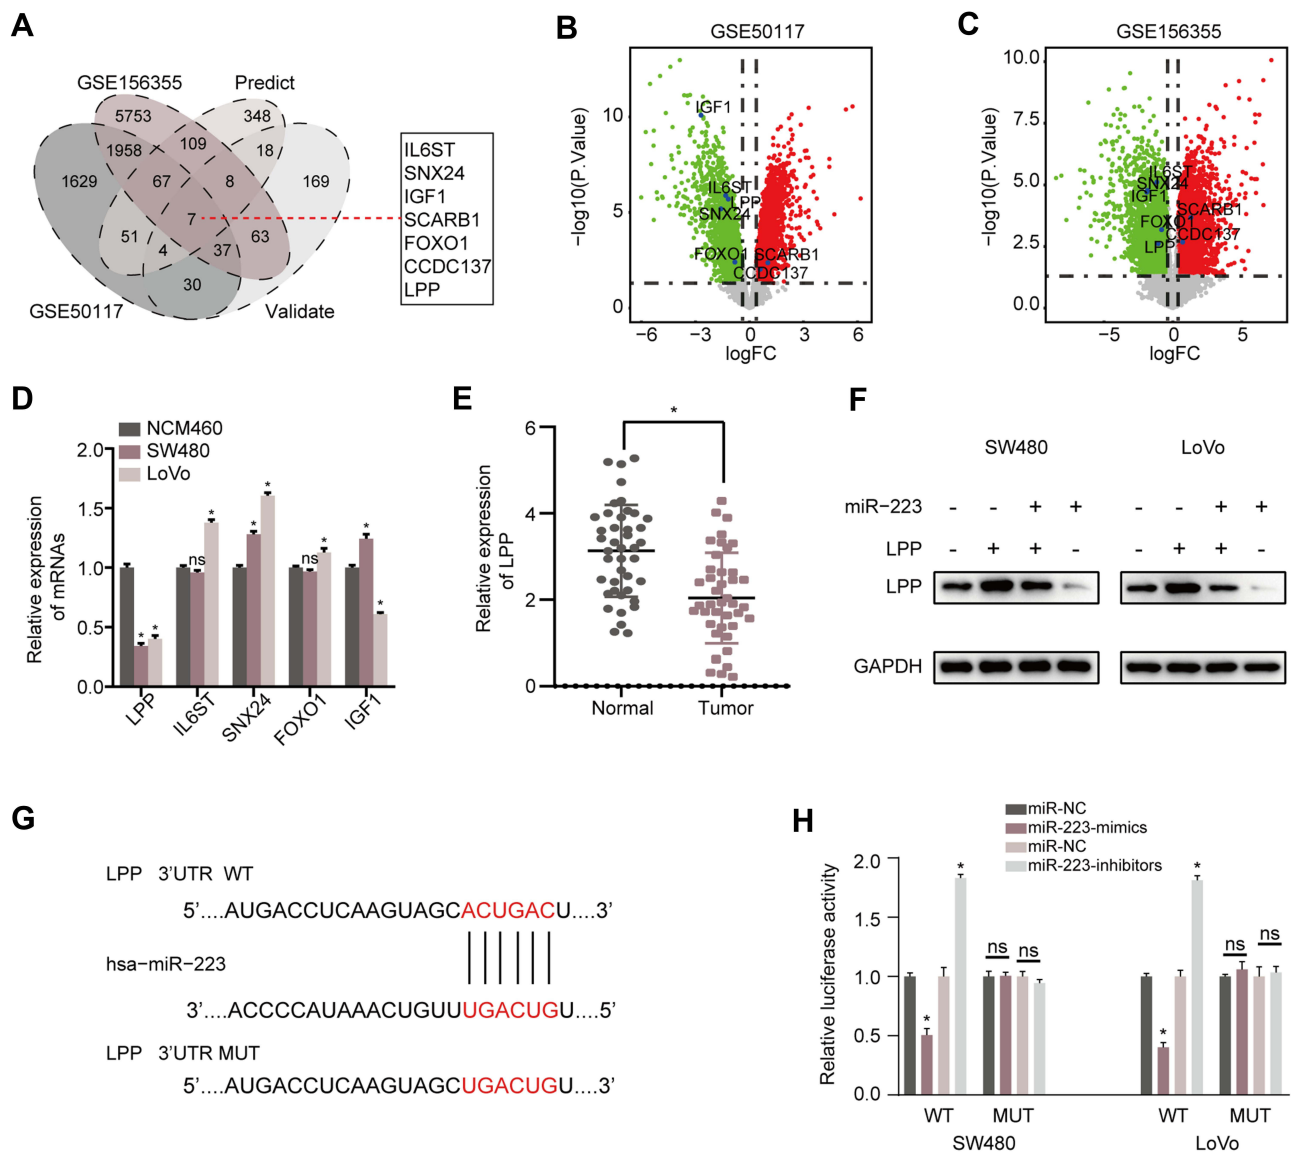 A
GSE156355
Predict
5753
348
109
18
1958
1629
67
8
169
7
51
4
37
63
30
GSE50117
Validate
IL6ST
SNX24
IGF1
SCARB1
FOXO1
CCDC137
LPP
B
GSE50117
−log10(P.Value)
10
5
0
−6
−3
0
3
6
logFC
IGF1
IL6ST
LPP
SNX24
FOXO1
SCARB1
CCDC137
C
GSE156355
−log10(P.Value)
10.0
7.5
5.0
2.5
0.0
−5
0
5
logFC
IL6ST
SNX24
IGF1
SCARB1
FOXO1
CCDC137
LPP
D
NCM460
SW480
LoVo
Relative expression
of mRNAs
2.0
1.5
1.0
0.5
0.0
* *
ns *
* *
ns *
* *
LPP
IL6ST
SNX24
FOXO1
IGF1
E
Relative expression
of LPP
6
4
2
0
*
Normal
Tumor
F
SW480
LoVo
miR−223 - - + + - - + +
LPP - + + - - + + -
LPP
GAPDH
G
LPP 3’UTR WT
5’....AUGACCUCAAGUAGCACUGACU....3’
hsa−miR−223
3’....ACCCCAUAAACUGUUUGACUGU....5’
LPP 3’UTR MUT
5’....AUGACCUCAAGUAGCUGACUGU....3’
H
miR-NC
miR-223-mimics
miR-NC
miR-223-inhibitors
Relative luciferase activity
2.0
1.5
1.0
0.5
0.0
* *
ns ns
* *
ns ns
WT MUT WT MUT
SW480 LoVo